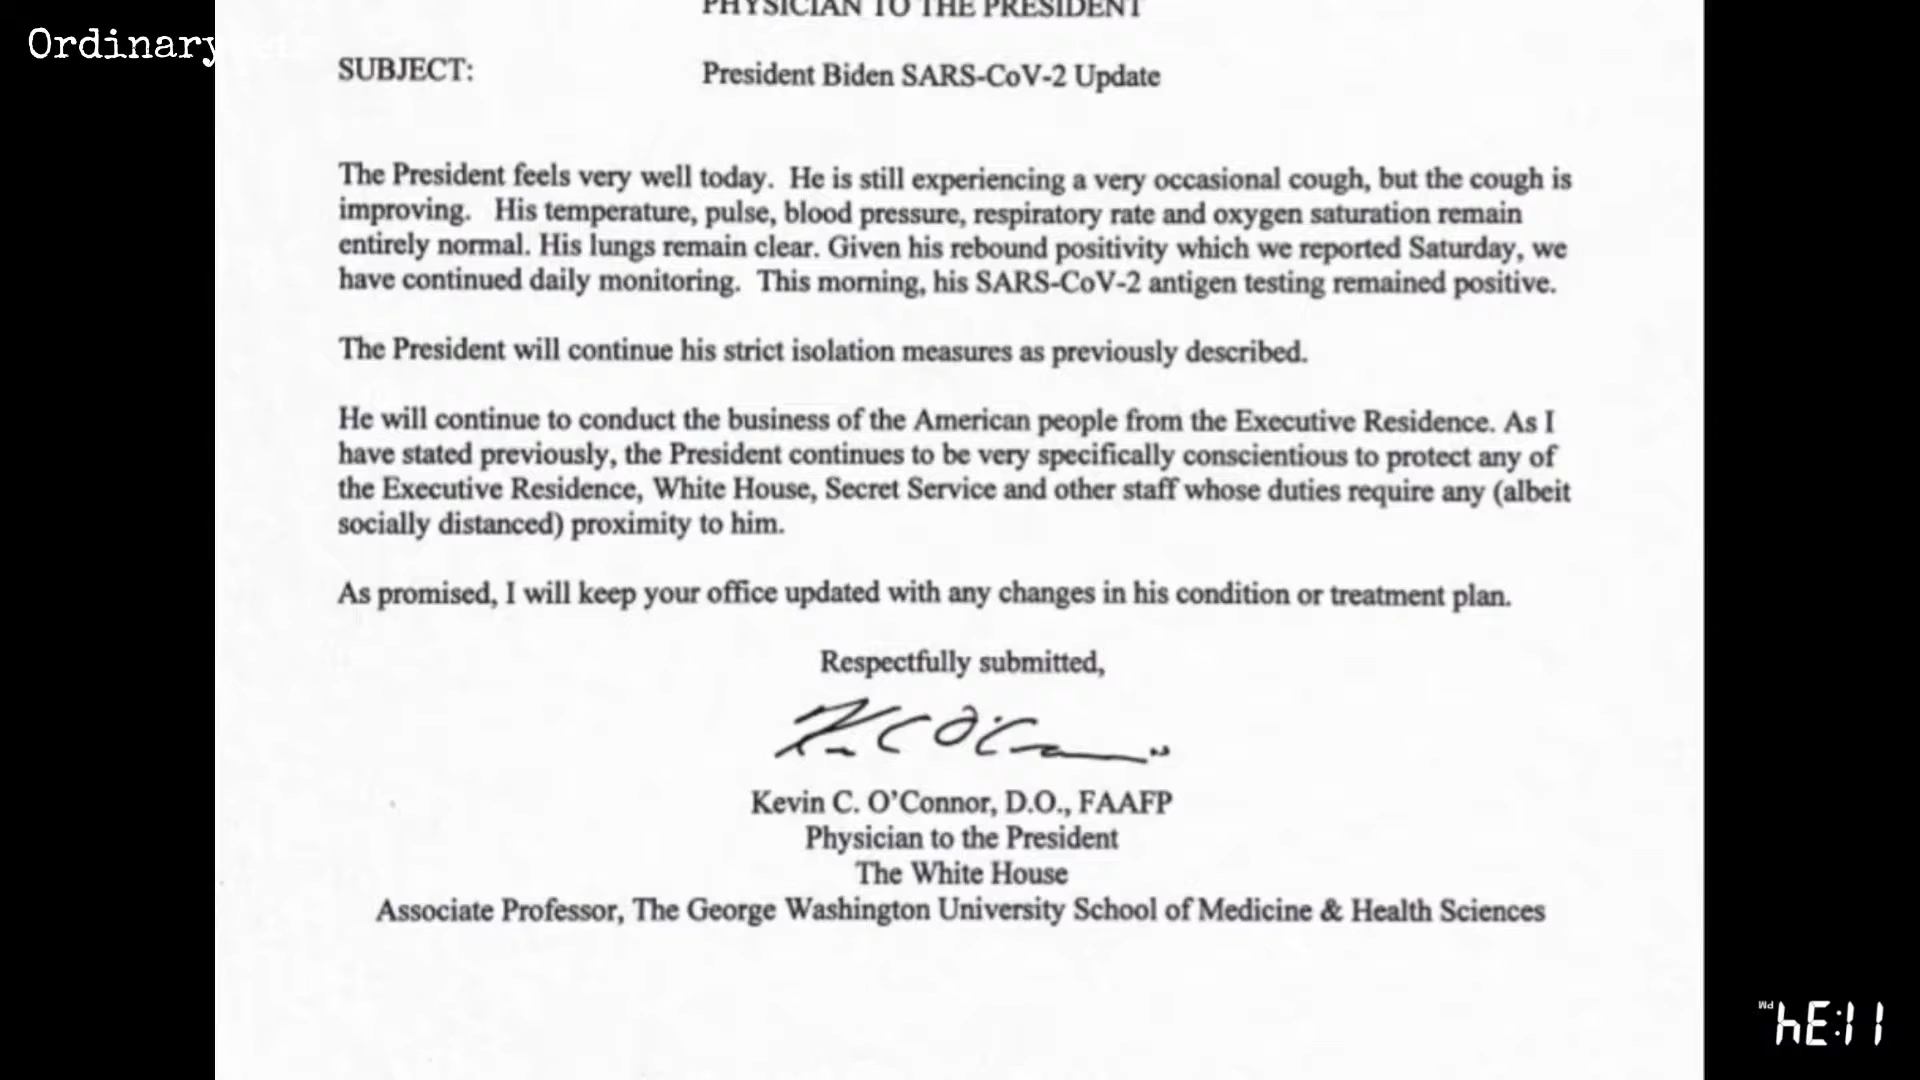 PHYSICIAN TO THE PRESIDENT
Ordinary
SUBJECT: President Biden SARS-CoV-2 Update
The President feels very well today. He is still experiencing a very occasional cough, but the cough is
improving. His temperature, pulse, blood pressure, respiratory rate and oxygen saturation remain
entirely normal. His lungs remain clear. Given his rebound positivity which we reported Saturday, we
have continued daily monitoring. This morning, his SARS-CoV-2 antigen testing remained positive.
The President will continue his strict isolation measures as previously described.
He will continue to conduct the business of the American people from the Executive Residence. As I
have stated previously, the President continues to be very specifically conscientious to protect any of
the Executive Residence, White House, Secret Service and other staff whose duties require any (albeit
socially distanced) proximity to him.
As promised, I will keep your office updated with any changes in his condition or treatment plan.
Respectfully submitted,
Kevin C. O'Connor, D.O., FAAFP
Physician to the President
The White House
Associate Professor, The George Washington University School of Medicine & Health Sciences